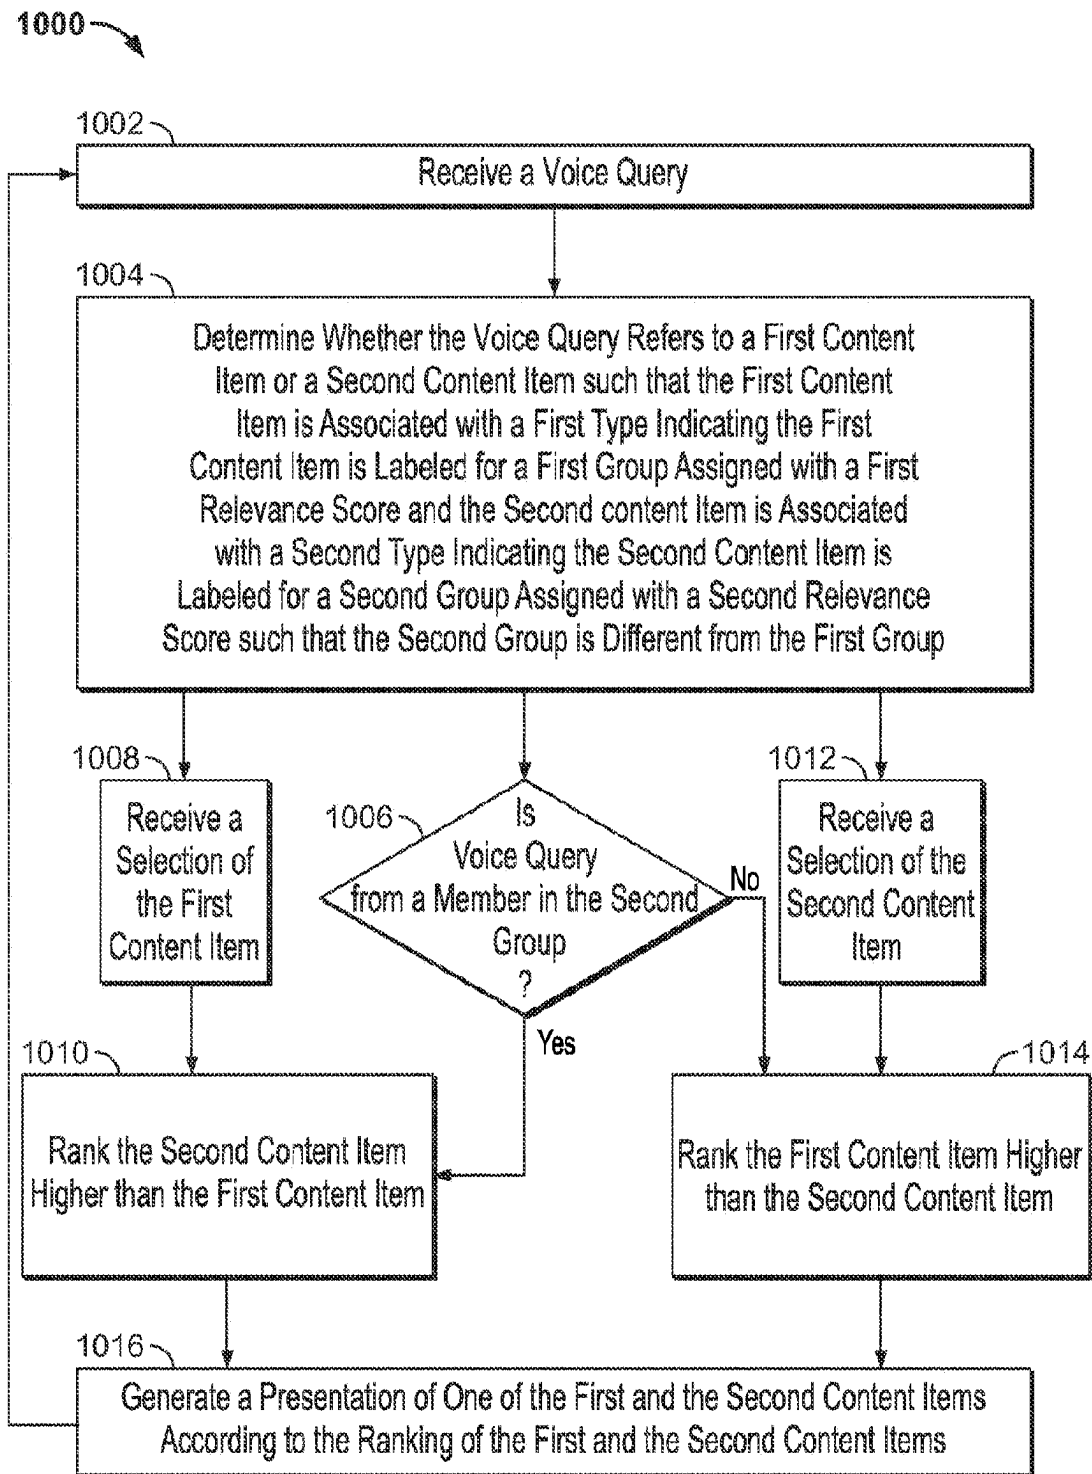 1000
1002
Receive a Voice Query
1004
Determine Whether the Voice Query Refers to a First Content
Item or a Second Content Item such that the First Content
Item is Associated with a First Type Indicating the First
Content Item is Labeled for a First Group Assigned with a First
Relevance Score and the Second content Item is Associated
with a Second Type Indicating the Second Content Item is
Labeled for a Second Group Assigned with a Second Relevance
Score such that the Second Group is Different from the First Group
1008
Receive a
Selection of
the First
Content Item
1006
Is
Voice Query
from a Member in the Second
Group
?
No
Yes
1012
Receive a
Selection of the
Second Content
Item
1010
Rank the Second Content Item
Higher than the First Content Item
1014
Rank the First Content Item Higher
than the Second Content Item
1016
Generate a Presentation of One of the First and the Second Content Items
According to the Ranking of the First and the Second Content Items